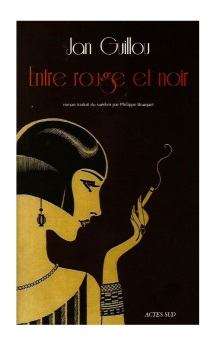 Jan Guillou
Entre rouge et noir
roman traduit du suédois par Philippe Bouquet
ACTES SUD